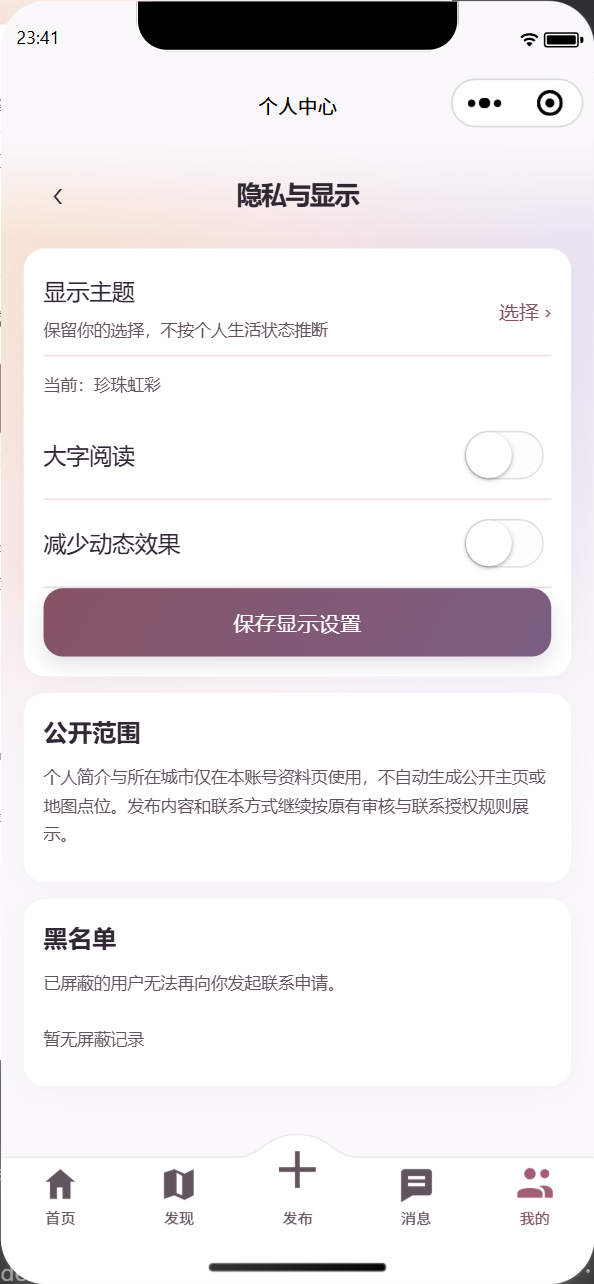 23:41
个人中心
隐私与显示
显示主题
保留你的选择，不按个人生活状态推断
选择 ›
当前：珍珠虹彩
大字阅读
减少动态效果
保存显示设置
公开范围
个人简介与所在城市仅在本账号资料页使用，不自动生成公开主页或
地图点位。发布内容和联系方式继续按原有审核与联系授权规则展
示。
黑名单
已屏蔽的用户无法再向你发起联系申请。
暂无屏蔽记录
首页
发现
发布
消息
我的